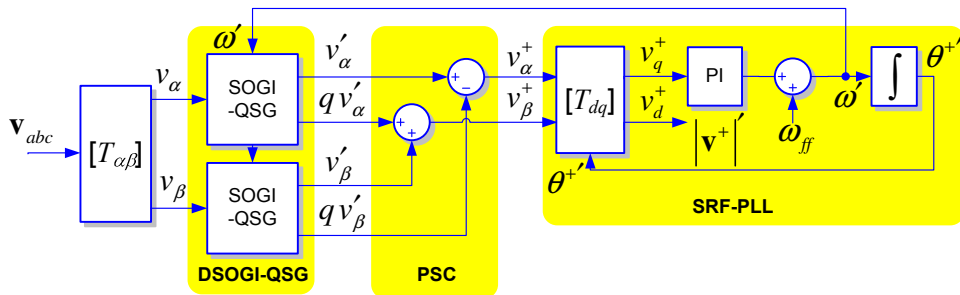 ω′
v′α
v+α
v+q
θ+′
vα
SOGI
-QSG
+
−
PI
+
+
∫
qv′α
v+β
[Tdq]
v+d
ω′
vabc
+
+
ωff
[Tαβ]
|v+|′
v′β
θ+′
vβ
SOGI
-QSG
qv′β
SRF-PLL
DSOGI-QSG
PSC